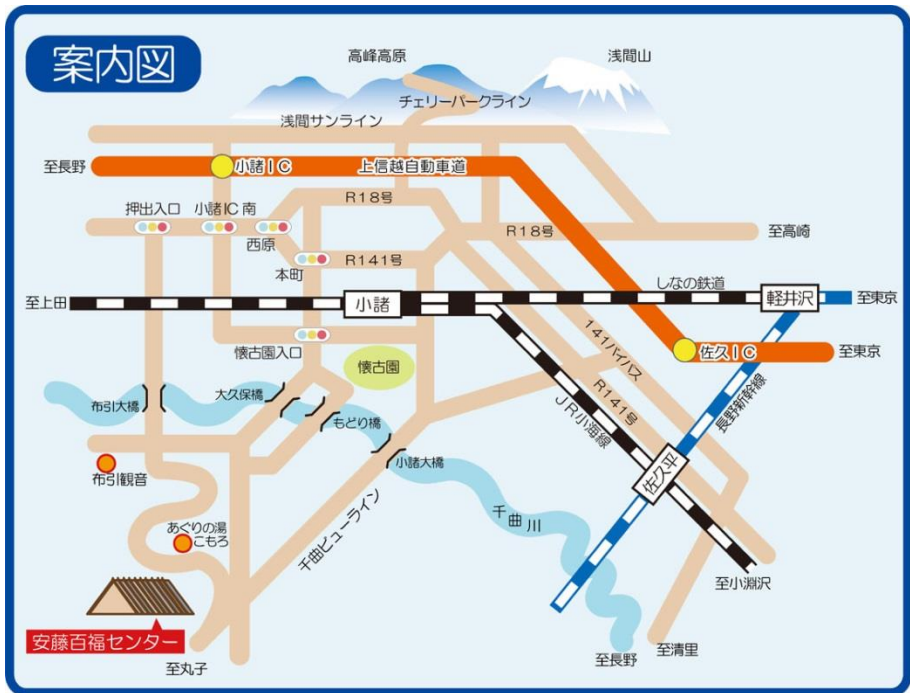 案内図
高峰高原
浅間山
チェリーパークライン
浅間サンライン
至長野
小諸IC
上信越自動車道
押出入口
小諸IC南
西原
本町
R18号
R18号
至高崎
R141号
しなの鉄道
至上田
小諸
軽井沢
至東京
懐古園入口
懐古園
141バイパス
佐久IC
至東京
R141号
長野新幹線
JR小海線
布引大橋
大久保橋
もどり橋
小諸大橋
佐久平
布引観音
千曲川
あぐりの湯
こもろ
千曲ビューライン
至小淵沢
安藤百福センター
至丸子
至長野
至清里